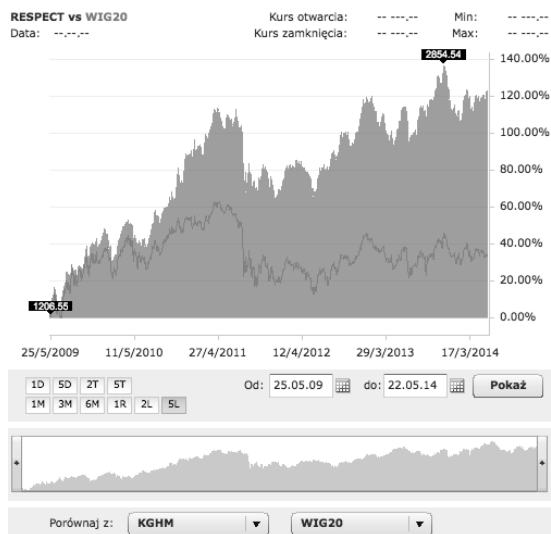 RESPECT vs WIG20 Kurs otwarcia: -- ---,-- Min: -- ---,--
Data: --.--.-- Kurs zamknięcia: -- ---,-- Max: -- ---,--
2854.54
140.00%
120.00%
100.00%
80.00%
60.00%
40.00%
20.00%
1206.55
0.00%
25/5/2009 11/5/2010 27/4/2011 12/4/2012 29/3/2013 17/3/2014
1D 5D 2T 5T Od: 25.05.09 do: 22.05.14 Pokaż
1M 3M 6M 1R 2L 5L
Porównaj z: KGHM WIG20